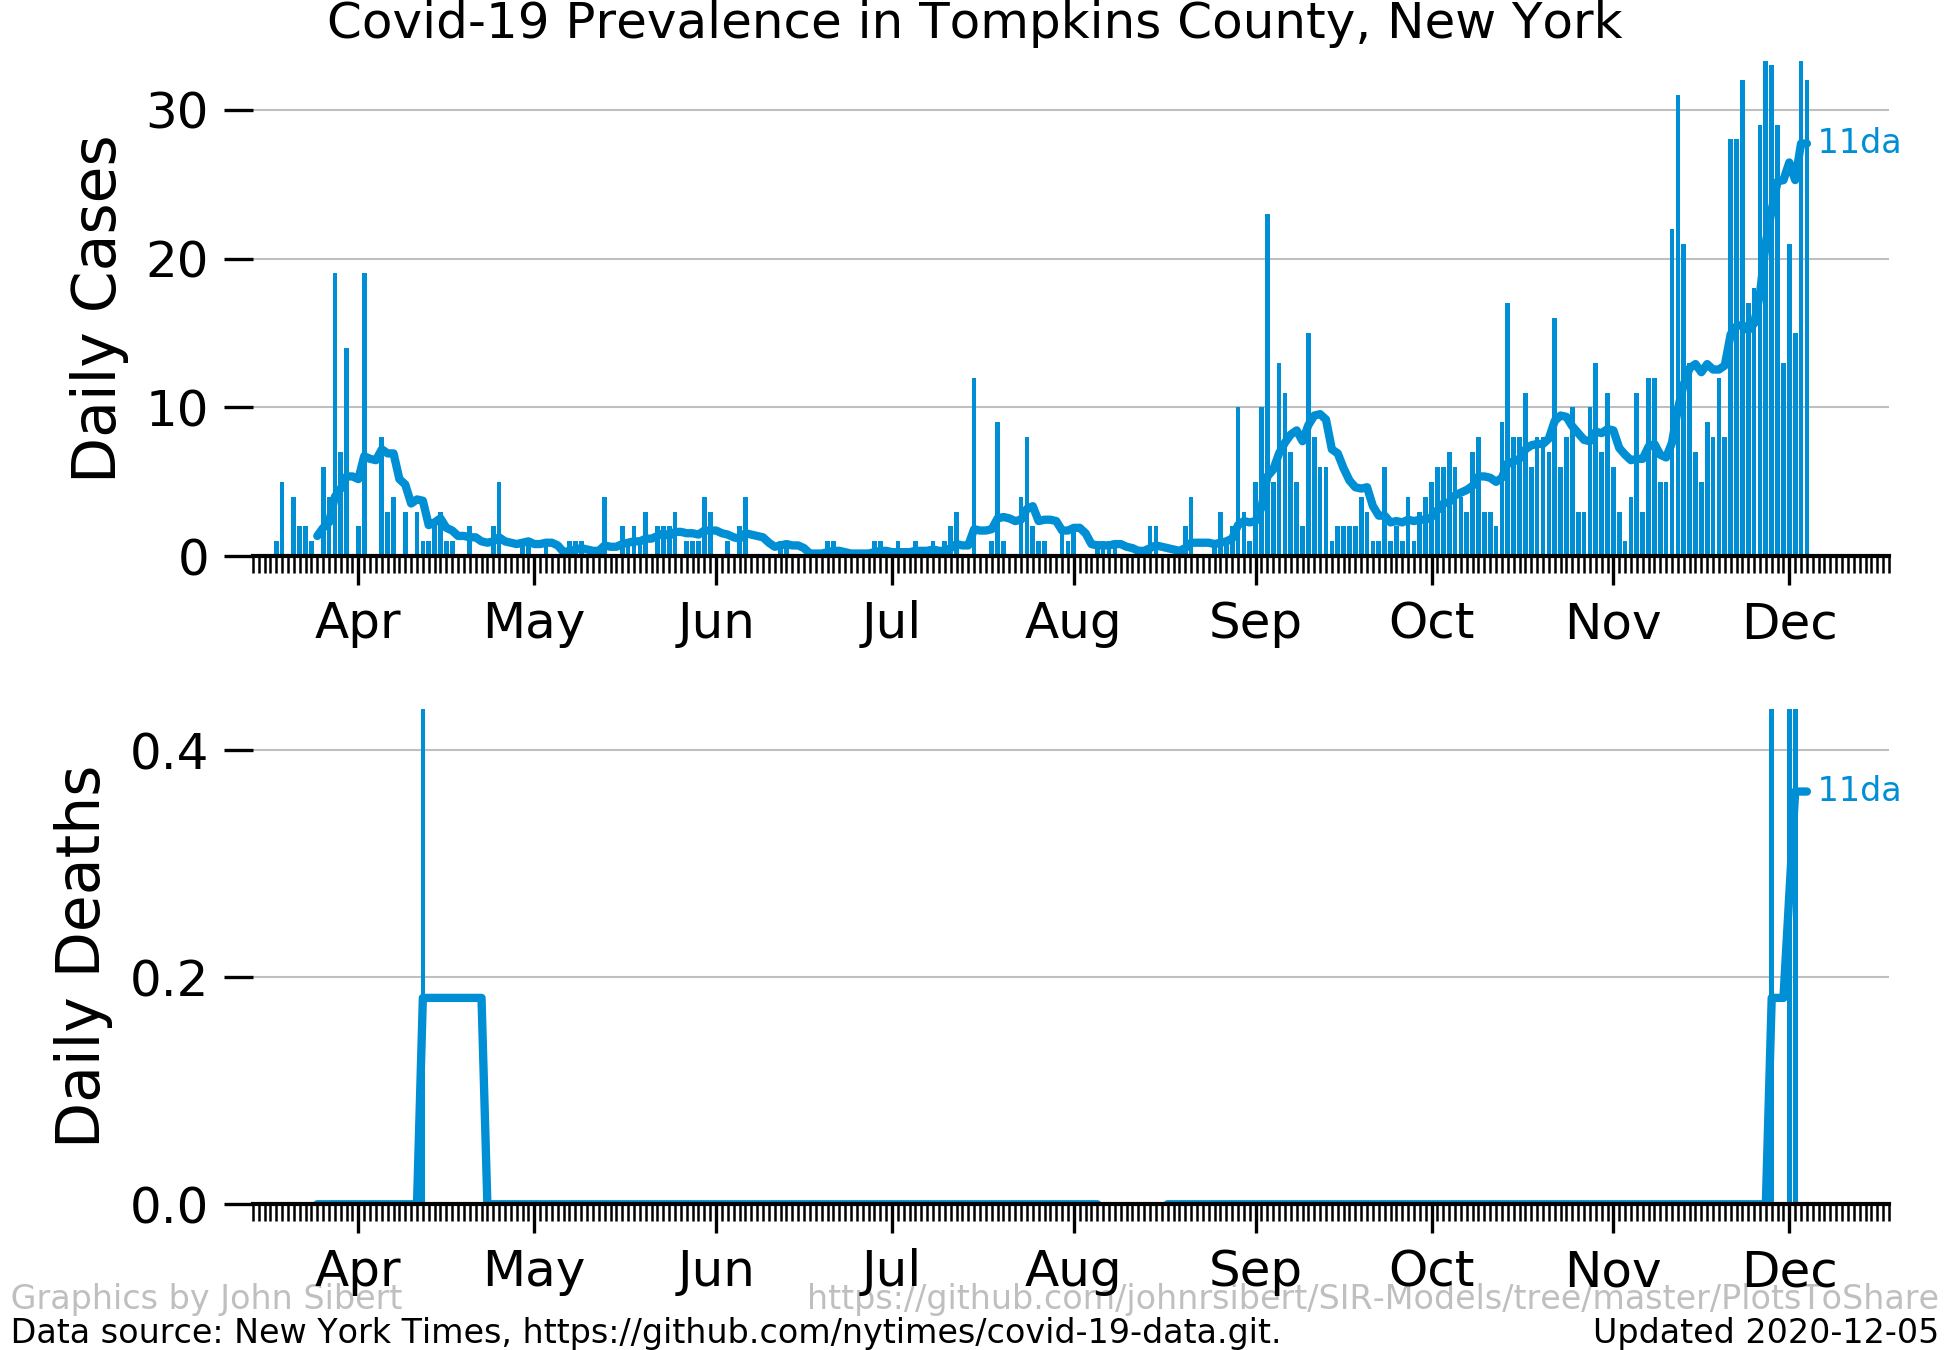 Covid-19 Prevalence in Tompkins County, New York
Daily Cases
30
20
10
0
11da
Apr May Jun Jul Aug Sep Oct Nov Dec
Daily Deaths
0.4
0.2
0.0
11da
Apr May Jun Jul Aug Sep Oct Nov Dec
Graphics by John Sibert https://github.com/johnrsibert/SIR-Models/tree/master/PlotsToShare
Data source: New York Times, https://github.com/nytimes/covid-19-data.git. Updated 2020-12-05